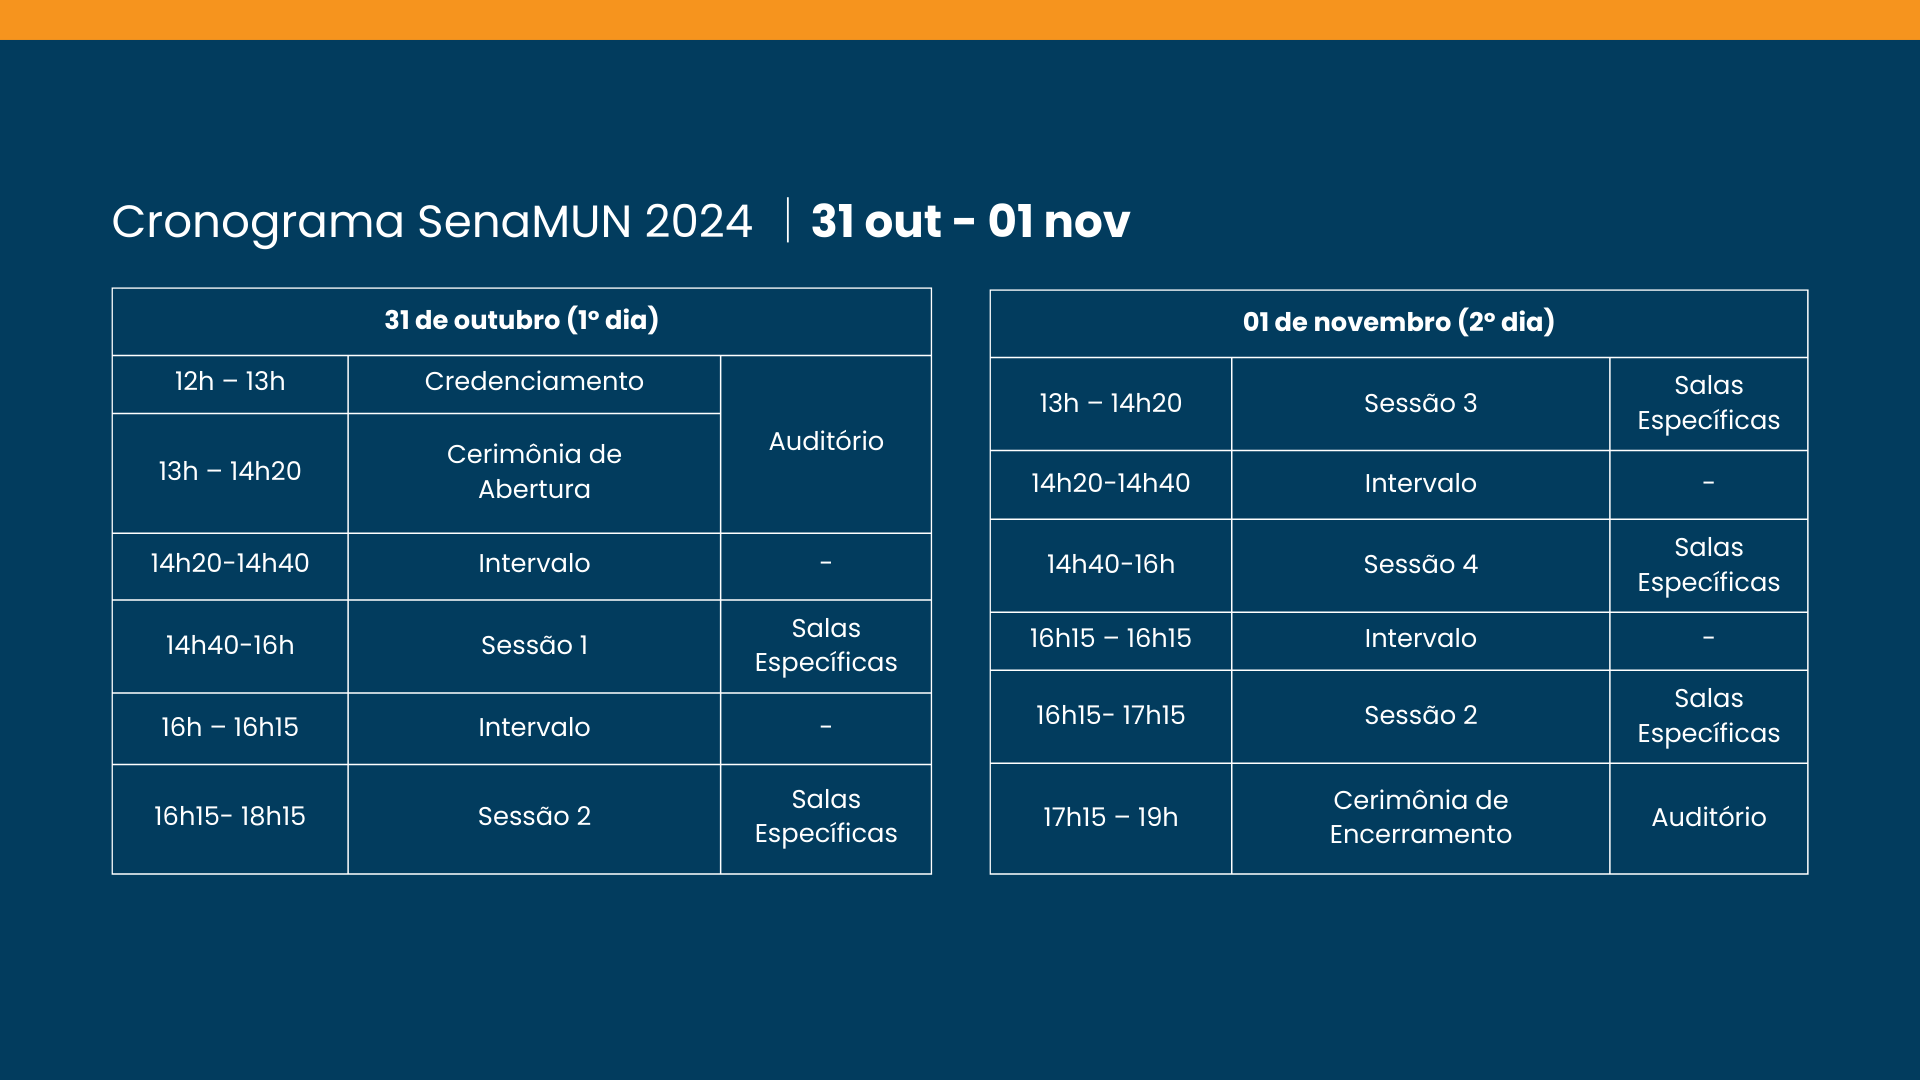 Cronograma SenaMUN 2024 | 31 out - 01 nov
31 de outubro (1º dia)
12h – 13h
Credenciamento
Auditório
13h – 14h20
Cerimônia de
Abertura
14h20-14h40
Intervalo
-
14h40-16h
Sessão 1
Salas
Específicas
16h – 16h15
Intervalo
-
16h15- 18h15
Sessão 2
Salas
Específicas
01 de novembro (2º dia)
13h – 14h20
Sessão 3
Salas
Específicas
14h20-14h40
Intervalo
-
14h40-16h
Sessão 4
Salas
Específicas
16h15 – 16h15
Intervalo
-
16h15- 17h15
Sessão 2
Salas
Específicas
17h15 – 19h
Cerimônia de
Encerramento
Auditório